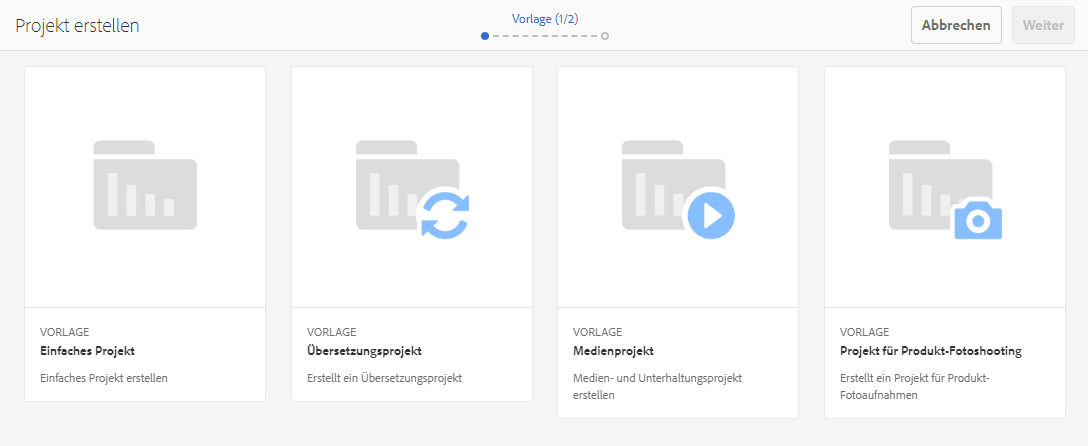 Projekt erstellen
Vorlage (1/2)
Abbrechen
Weiter
VORLAGE
Einfaches Projekt
Einfaches Projekt erstellen
VORLAGE
Übersetzungsprojekt
Erstellt ein Übersetzungsprojekt
VORLAGE
Medienprojekt
Medien- und Unterhaltungsprojekt
erstellen
VORLAGE
Projekt für Produkt-Fotoshooting
Erstellt ein Projekt für Produkt-
Fotoaufnahmen